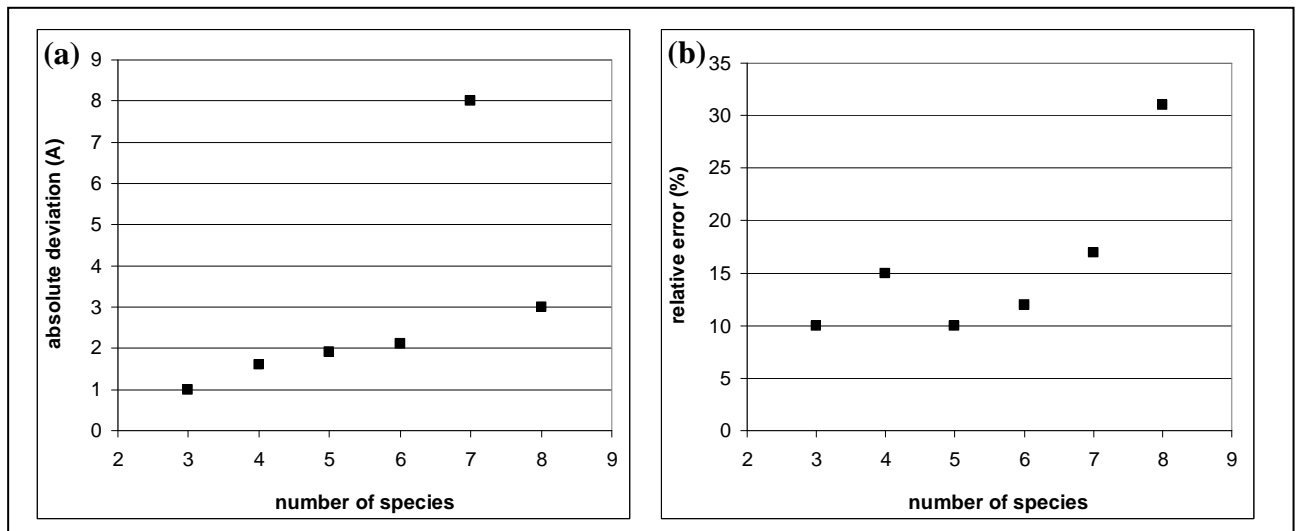 (a)
absolute deviation (A)
9
8
7
6
5
4
3
2
1
0
2 3 4 5 6 7 8 9
number of species
(b)
relative error (%)
35
30
25
20
15
10
5
0
2 3 4 5 6 7 8 9
number of species